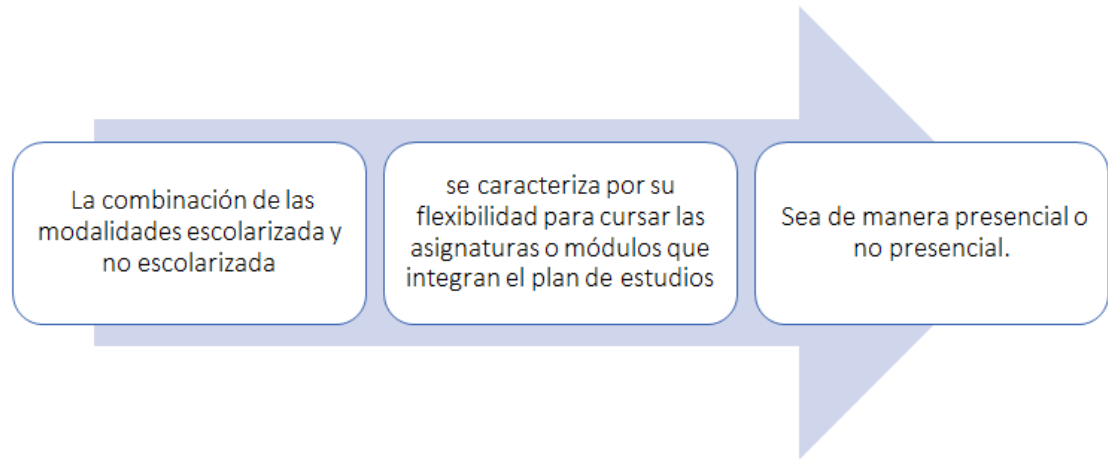 La combinación de las
modalidades escolarizada y
no escolarizada
se caracteriza por su
flexibilidad para cursar las
asignaturas o módulos que
integran el plan de estudios
Sea de manera presencial o
no presencial.